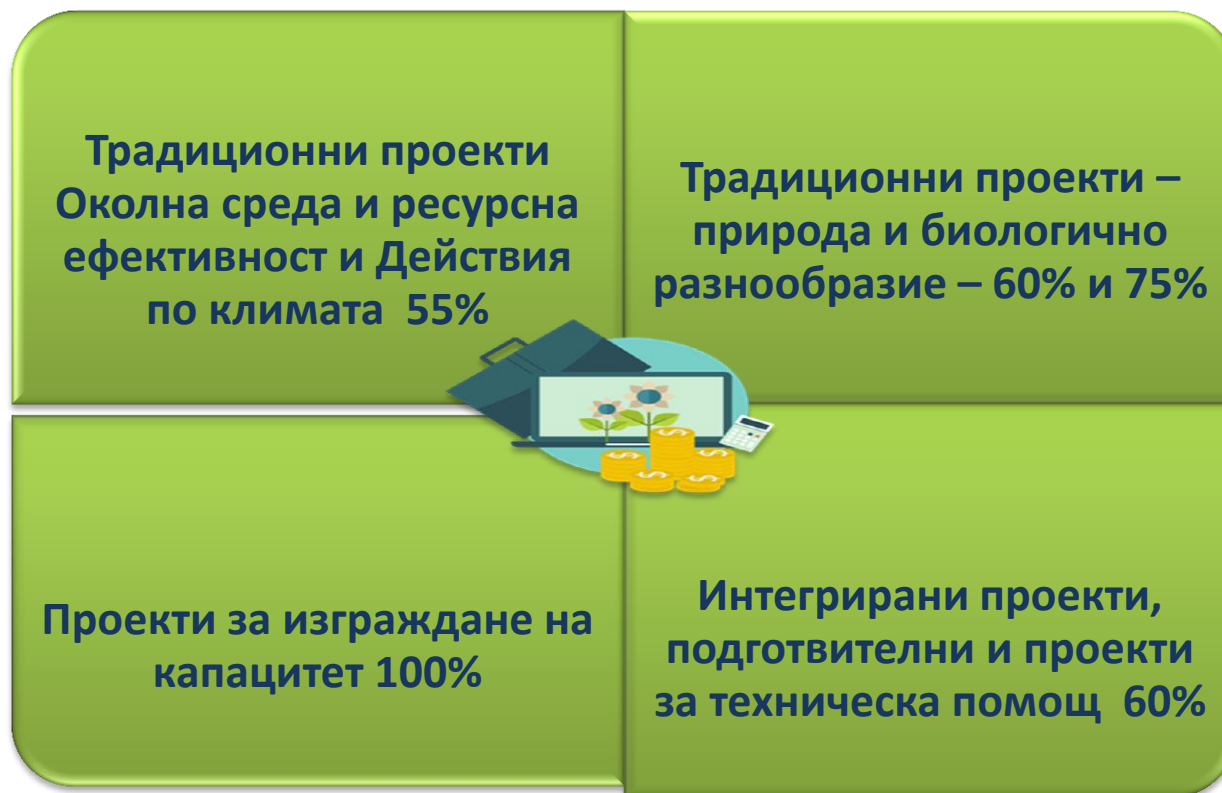 Традиционни проекти
Околна среда и ресурсна
ефективност и Действия
по климата 55%
Традиционни проекти –
природа и биологично
разнообразие – 60% и 75%
Проекти за изграждане на
капацитет 100%
Интегрирани проекти,
подготвителни и проекти
за техническа помощ 60%